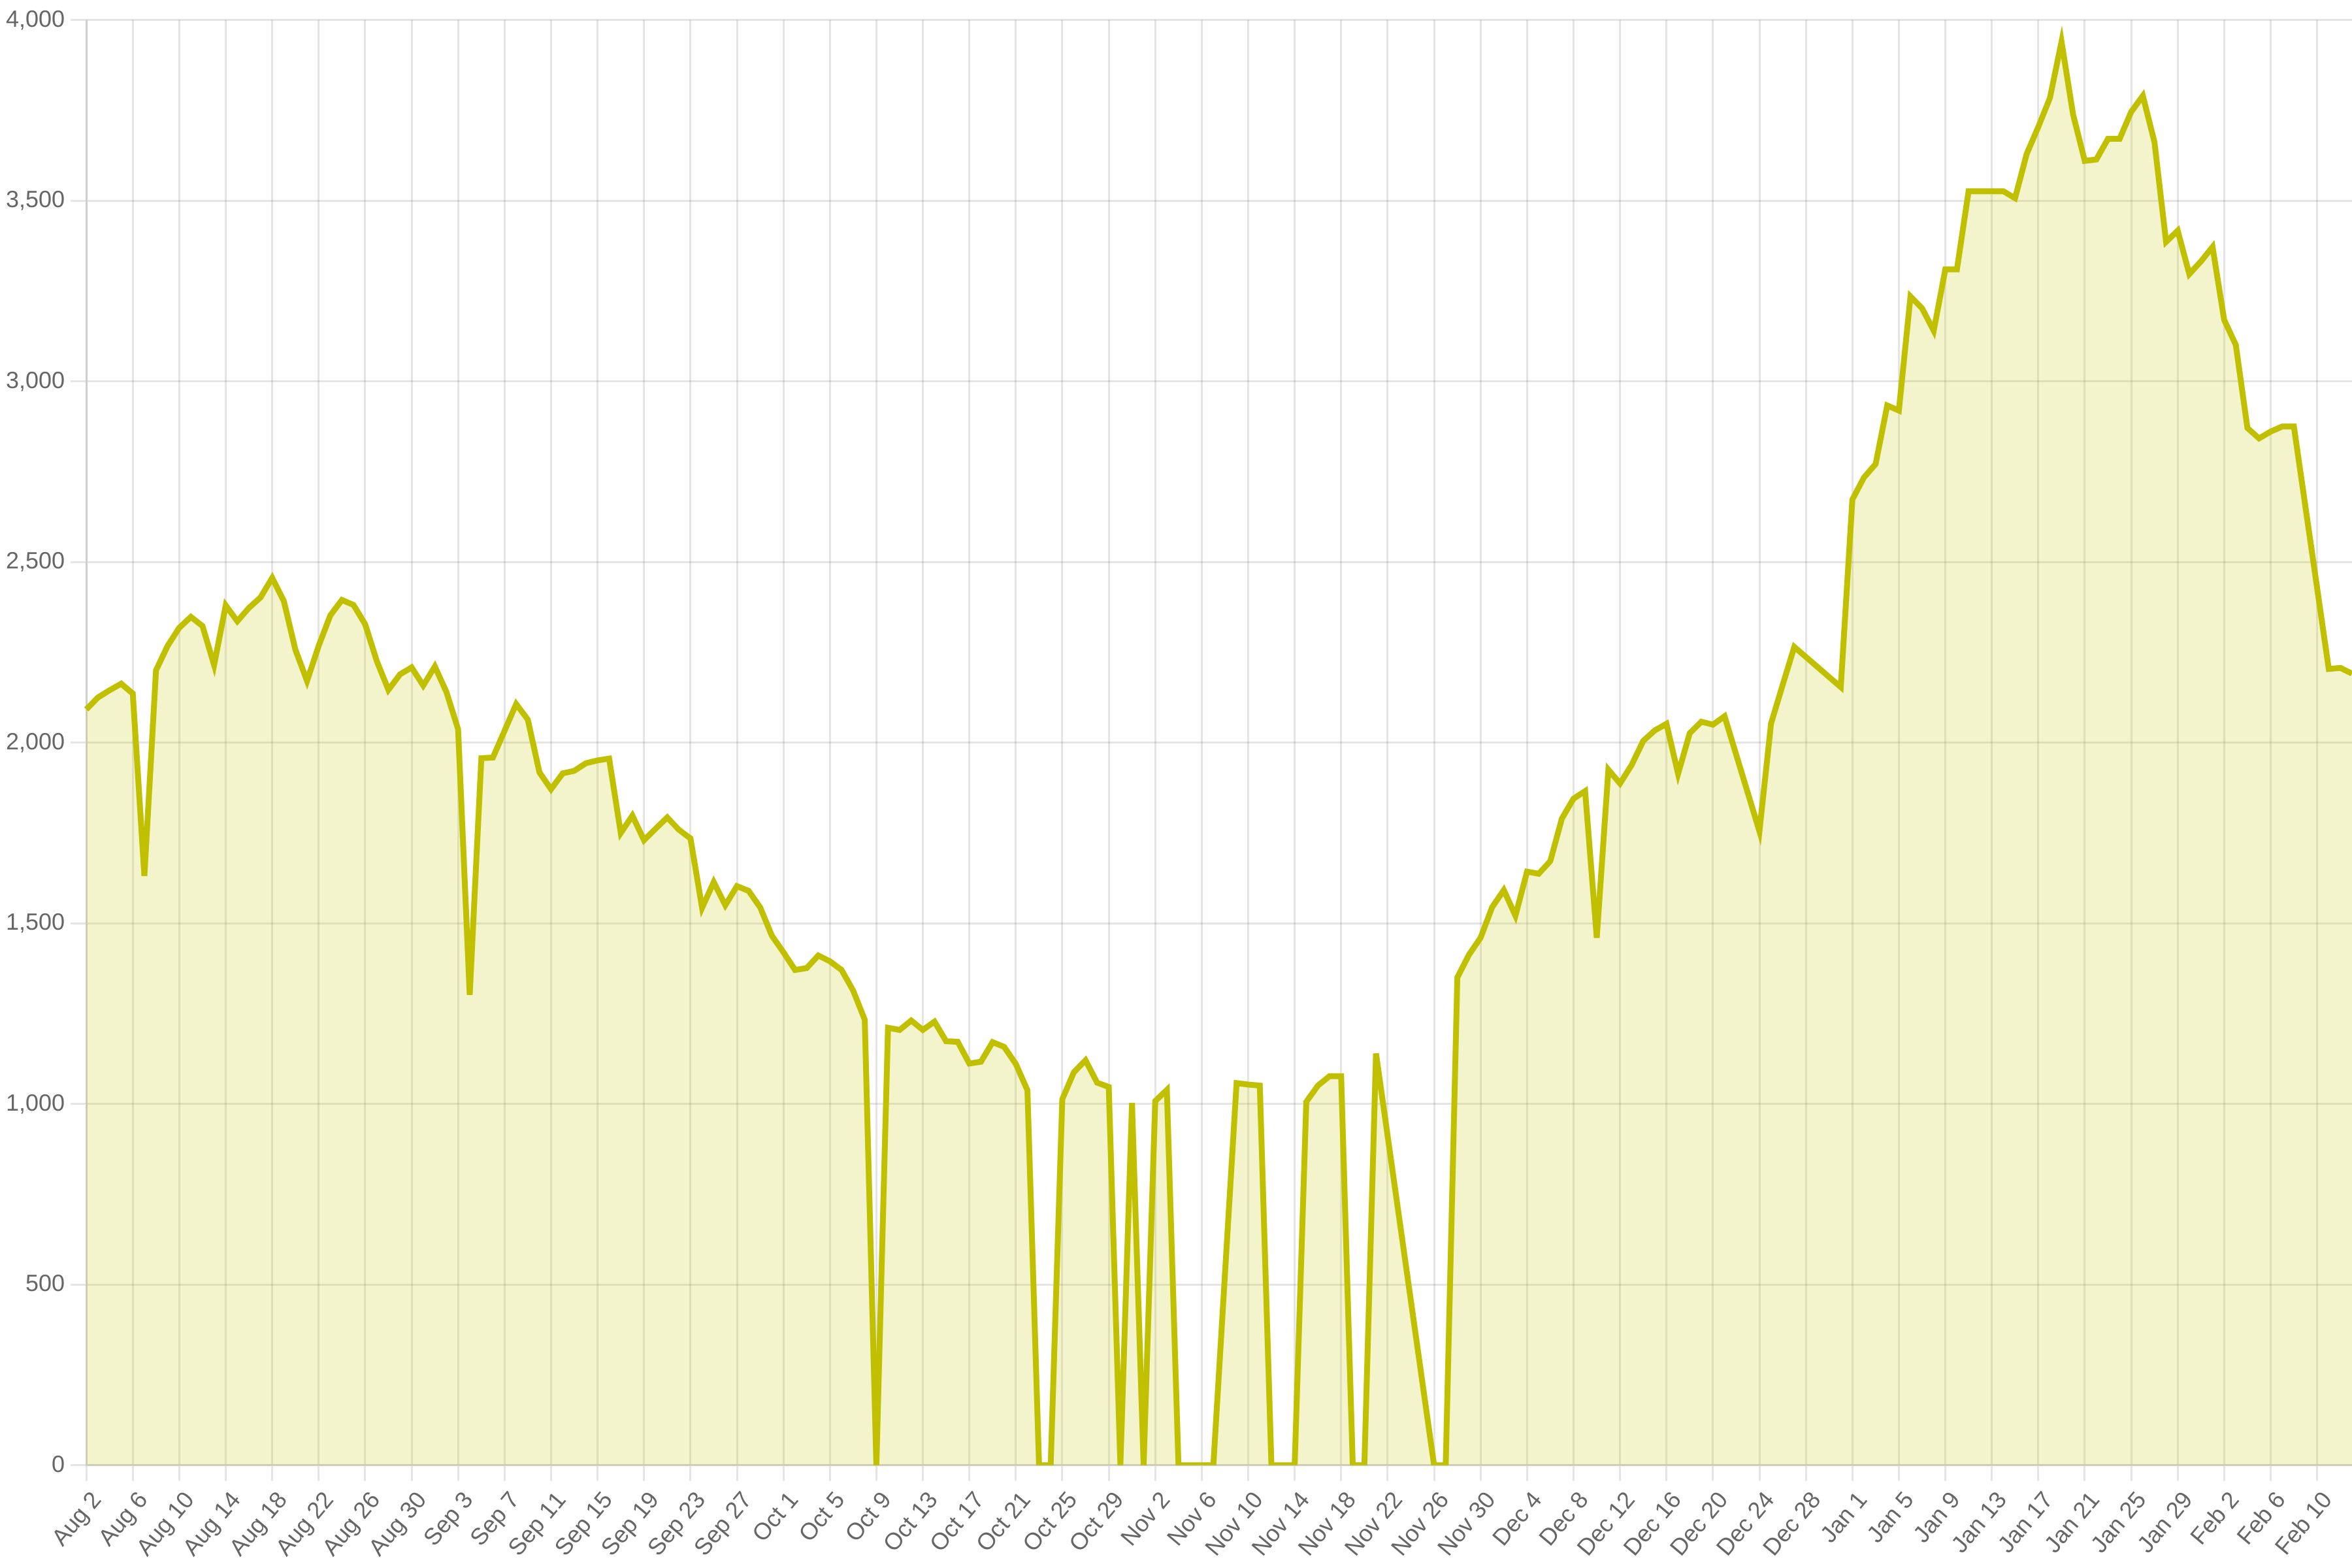 4,000
3,500
3,000
2,500
2,000
1,500
1,000
500
0
Aug 2
Aug 6
Aug 10
Aug 14
Aug 18
Aug 22
Aug 26
Aug 30
Sep 3
Sep 7
Sep 11
Sep 15
Sep 19
Sep 23
Sep 27
Oct 1
Oct 5
Oct 9
Oct 13
Oct 17
Oct 21
Oct 25
Oct 29
Nov 2
Nov 6
Nov 10
Nov 14
Nov 18
Nov 22
Nov 26
Nov 30
Dec 4
Dec 8
Dec 12
Dec 16
Dec 20
Dec 24
Dec 28
Jan 1
Jan 5
Jan 9
Jan 13
Jan 17
Jan 21
Jan 25
Jan 29
Feb 2
Feb 6
Feb 10